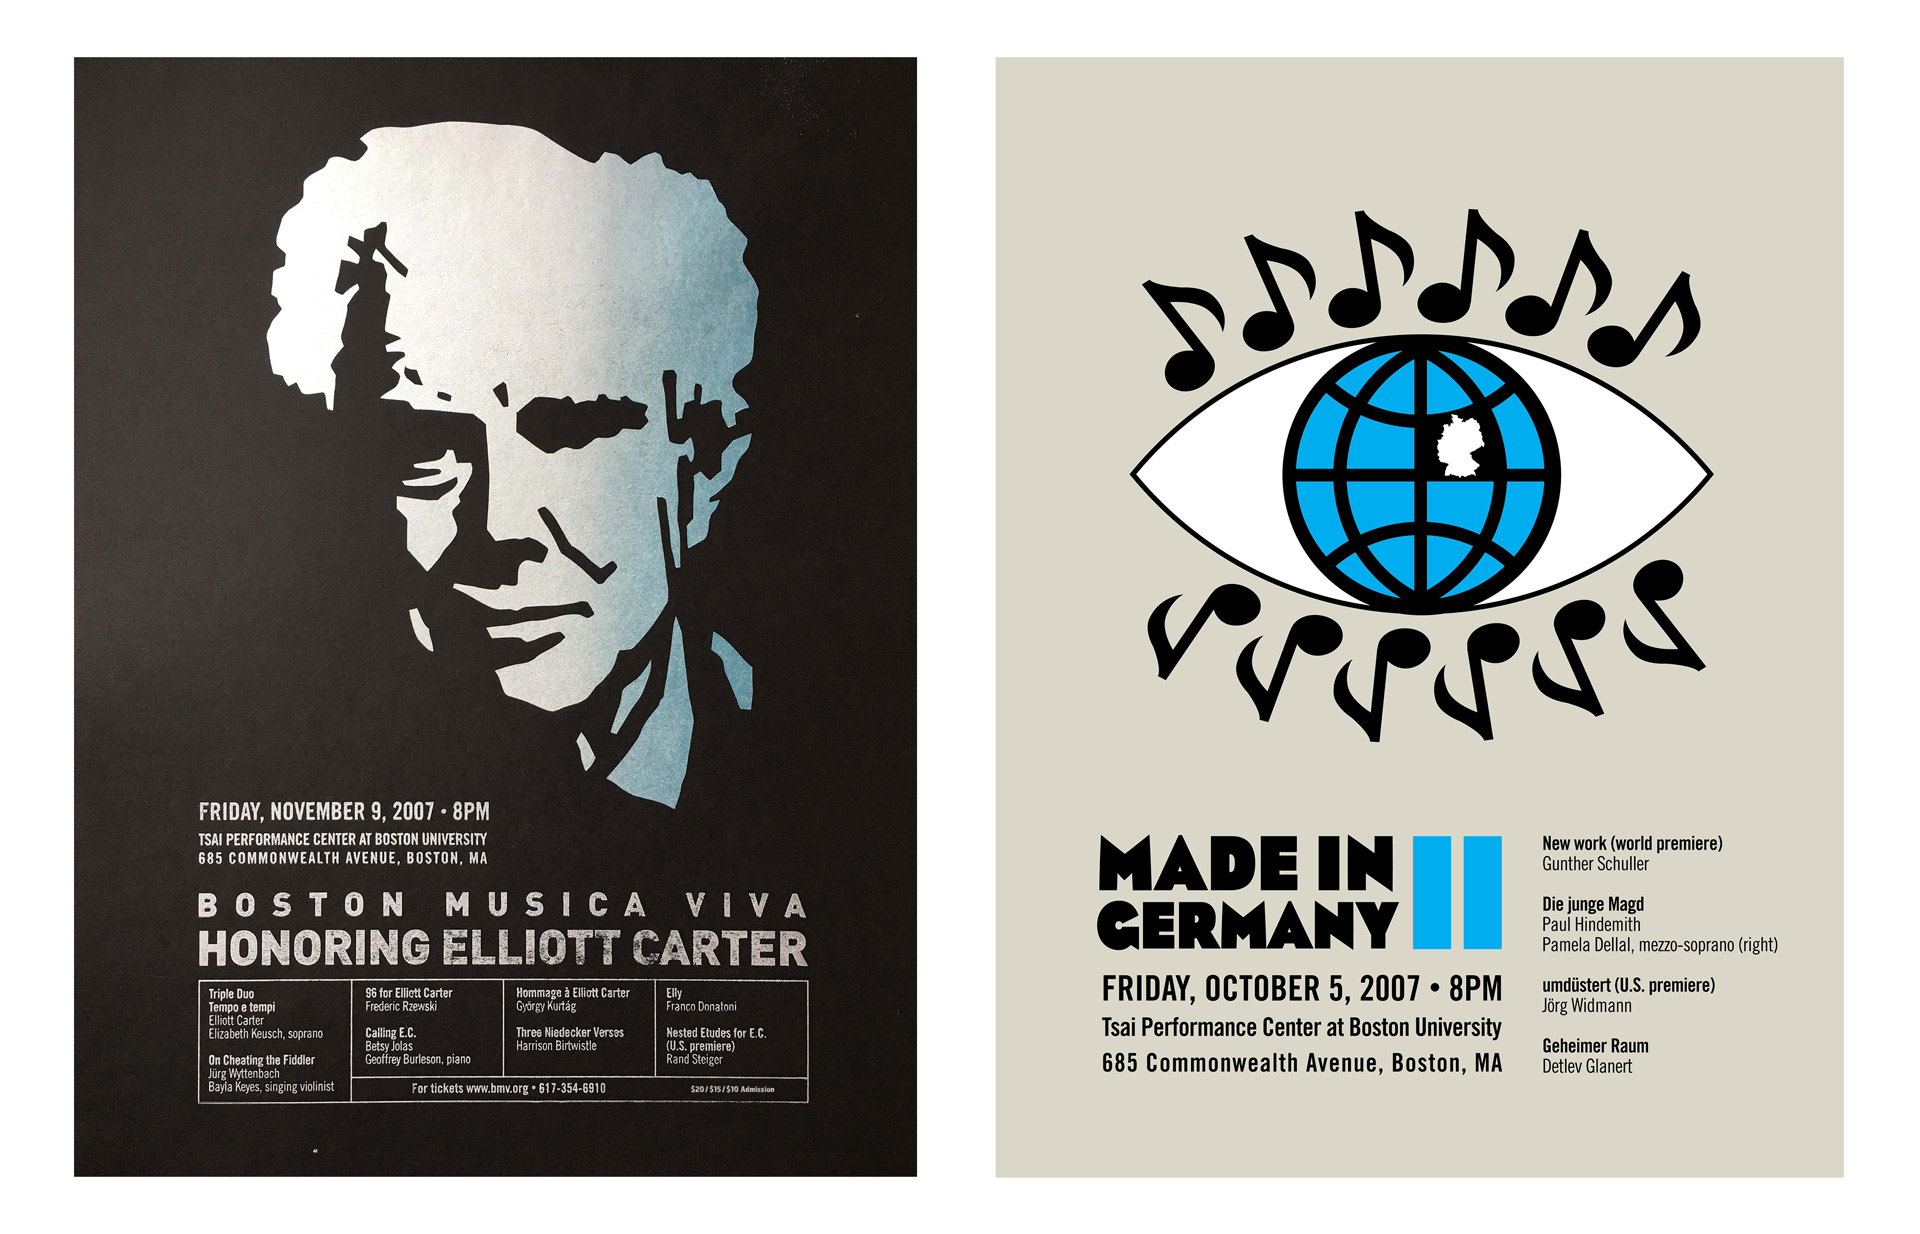 FRIDAY, NOVEMBER 9, 2007 • 8PM
TSAI PERFORMANCE CENTER AT BOSTON UNIVERSITY
685 COMMONWEALTH AVENUE, BOSTON, MA
BOSTON MUSICA VIVA
HONORING ELLIOTT CARTER
Triple Duo
Tempo e tempi
Elliott Carter
Elizabeth Keusch, soprano
On Cheating the Fiddler
Jürg Wyttenbach
Bayla Keyes, singing violinist
96 for Elliott Carter
Frederic Rzewski
Calling E.C.
Betsy Jolas
Geoffrey Burleson, piano
Hommage à Elliott Carter
György Kurtág
Three Niedecker Verses
Harrison Birtwistle
Elly
Franco Donatoni
Nested Etudes for E.C.
(U.S. premiere)
Rand Steiger
For tickets www.bmv.org • 617-354-6910
$20 / $15 / $10 Admission
MADE IN
GERMANY II
FRIDAY, OCTOBER 5, 2007 • 8PM
Tsai Performance Center at Boston University
685 Commonwealth Avenue, Boston, MA
New work (world premiere)
Gunther Schuller
Die junge Magd
Paul Hindemith
Pamela Dellal, mezzo-soprano (right)
umdüstert (U.S. premiere)
Jörg Widmann
Geheimer Raum
Detlev Glanert